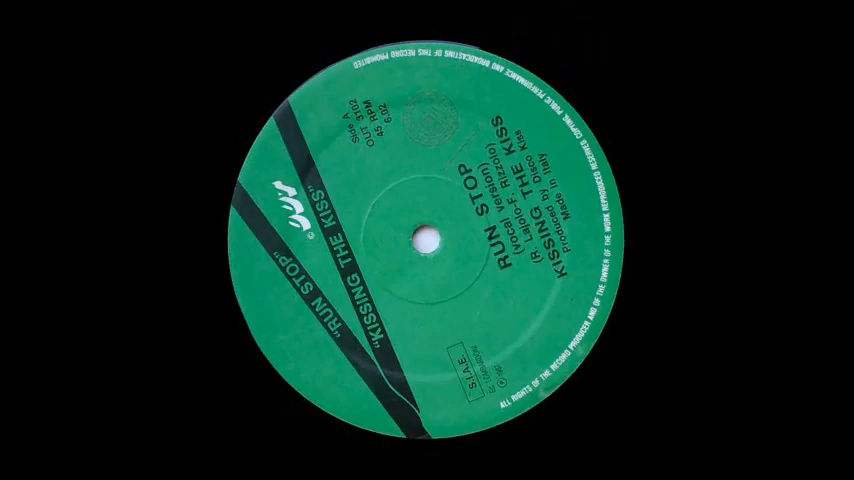 Side A
OUT 3102
45 RPM
6.02
RUN STOP
(vocal version)
(R. Lajolo-F. Rizzolo)
KISSING THE KISS
Produced by Disco Kiss
Made in Italy
"KISSING THE KISS"
"RUN STOP"
out
©
S.I.A.E.
ALL RIGHTS OF THE RECORD PRODUCER AND OF THE OWNER OF THE WORK REPRODUCED RESERVED COPYING, PUBLIC PERFORMANCE AND BROADCASTING OF THIS RECORD PROHIBITED